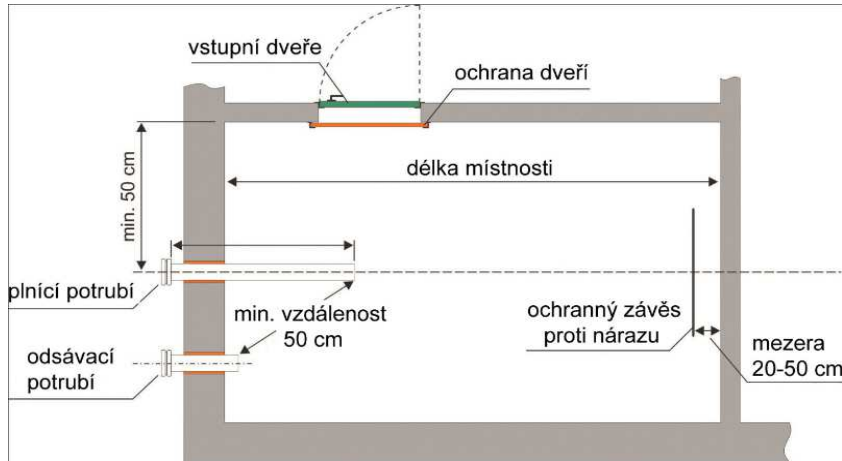 vstupní dveře
ochrana dveří
min. 50 cm
délka místnosti
plnící potrubí
min. vzdálenost
50 cm
ochranný závěs
proti nárazu
mezera
20-50 cm
odsávací
potrubí